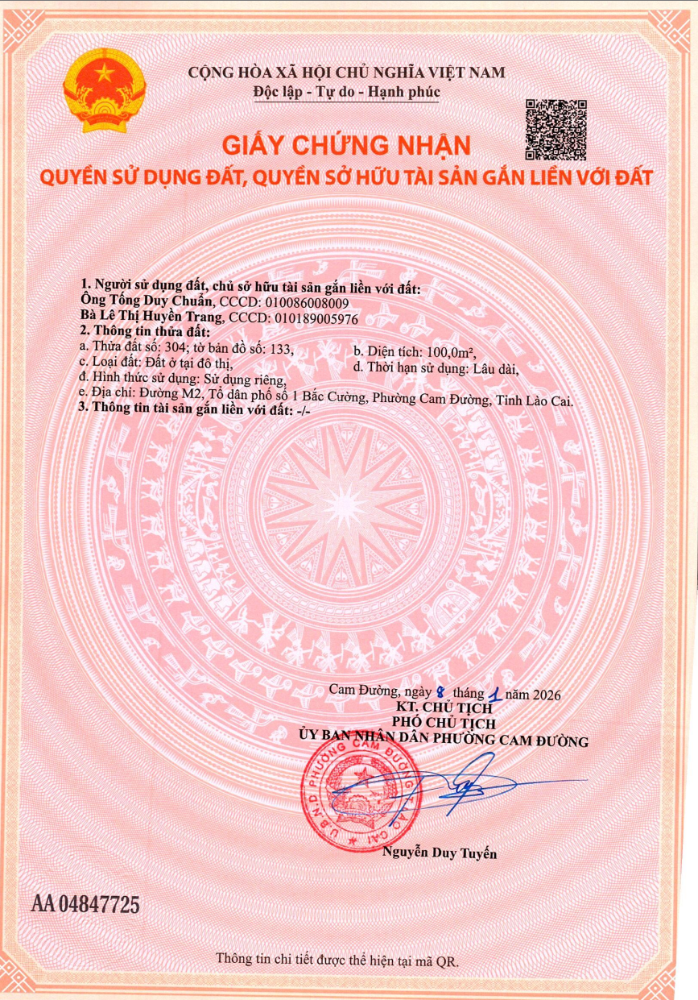 CỘNG HÒA XÃ HỘI CHỦ NGHĨA VIỆT NAM
Độc lập - Tự do - Hạnh phúc
GIẤY CHỨNG NHẬN
QUYỀN SỬ DỤNG ĐẤT, QUYỀN SỞ HỮU TÀI SẢN GẮN LIỀN VỚI ĐẤT
1. Người sử dụng đất, chủ sở hữu tài sản gắn liền với đất:
Ông Tống Duy Chuẩn, CCCD: 010086008009
Bà Lê Thị Huyền Trang, CCCD: 010189005976
2. Thông tin thửa đất:
a. Thửa đất số: 304; tờ bản đồ số: 133, b. Diện tích: 100,0m²,
c. Loại đất: Đất ở tại đô thị, d. Thời hạn sử dụng: Lâu dài,
đ. Hình thức sử dụng: Sử dụng riêng,
e. Địa chỉ: Đường M2, Tổ dân phố số 1 Bắc Cường, Phường Cam Đường, Tỉnh Lào Cai.
3. Thông tin tài sản gắn liền với đất: -/-
Cam Đường, ngày 8 tháng 1 năm 2026
KT. CHỦ TỊCH
PHÓ CHỦ TỊCH
ỦY BAN NHÂN DÂN PHƯỜNG CAM ĐƯỜNG
U.B.N.D PHƯỜNG CAM ĐƯỜNG T. LÀO CAI
Nguyễn Duy Tuyến
AA 04847725
Thông tin chi tiết được thể hiện tại mã QR.